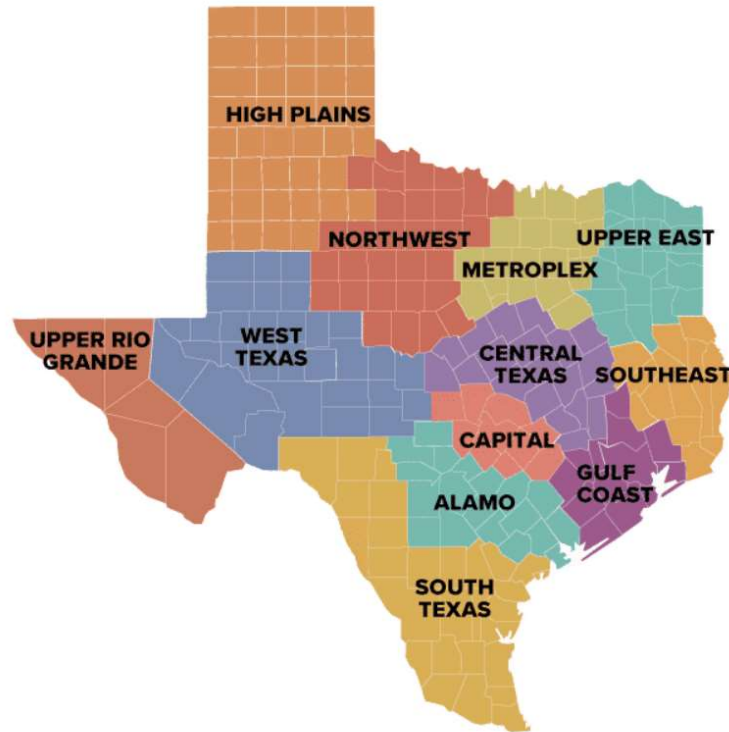 HIGH PLAINS
NORTHWEST
UPPER EAST
METROPLEX
UPPER RIO
GRANDE
WEST
TEXAS
CENTRAL
TEXAS
SOUTHEAST
CAPITAL
GULF
COAST
ALAMO
SOUTH
TEXAS